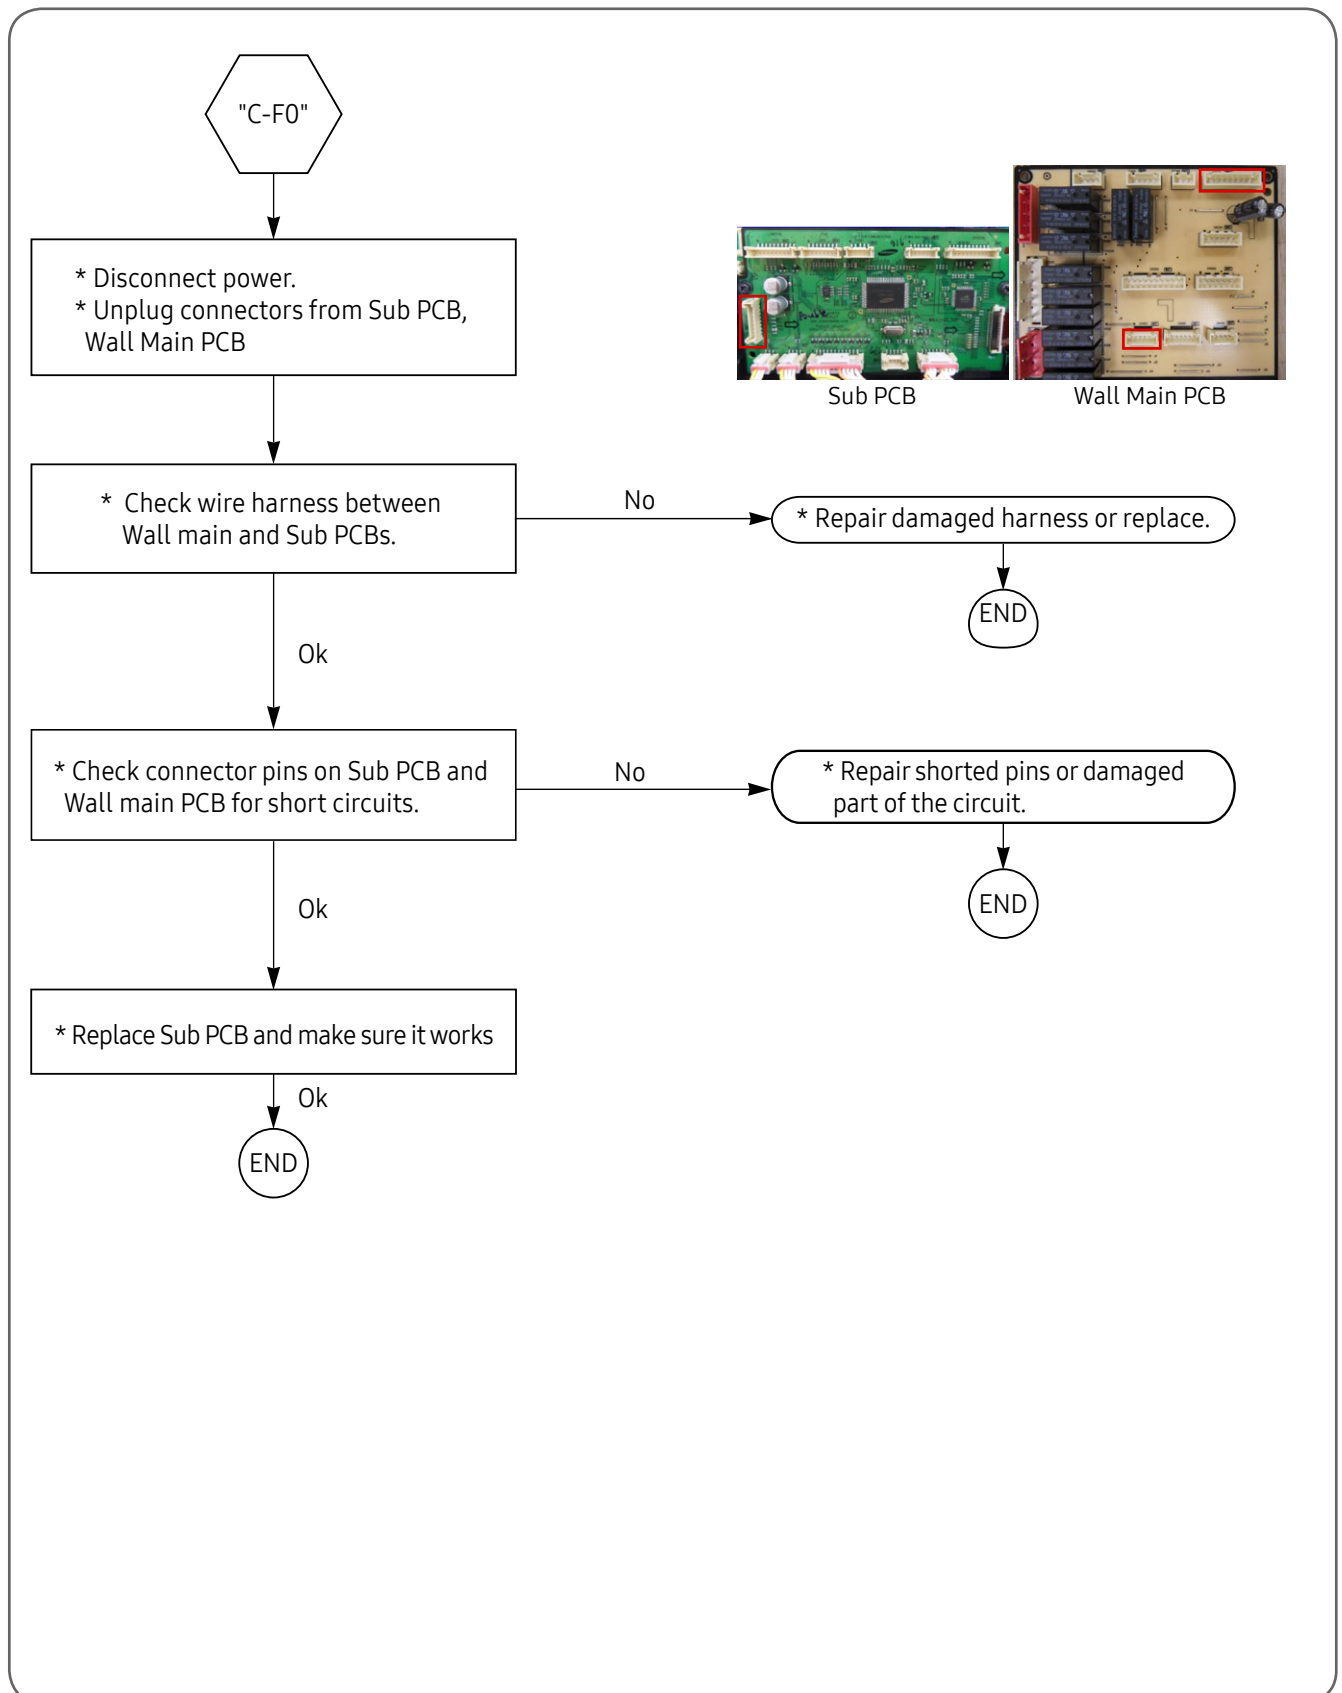 "C-F0"
* Disconnect power.
* Unplug connectors from Sub PCB,
Wall Main PCB
Sub PCB
Wall Main PCB
* Check wire harness between
Wall main and Sub PCBs.
No
* Repair damaged harness or replace.
END
Ok
* Check connector pins on Sub PCB and
Wall main PCB for short circuits.
No
* Repair shorted pins or damaged
part of the circuit.
END
Ok
* Replace Sub PCB and make sure it works
Ok
END